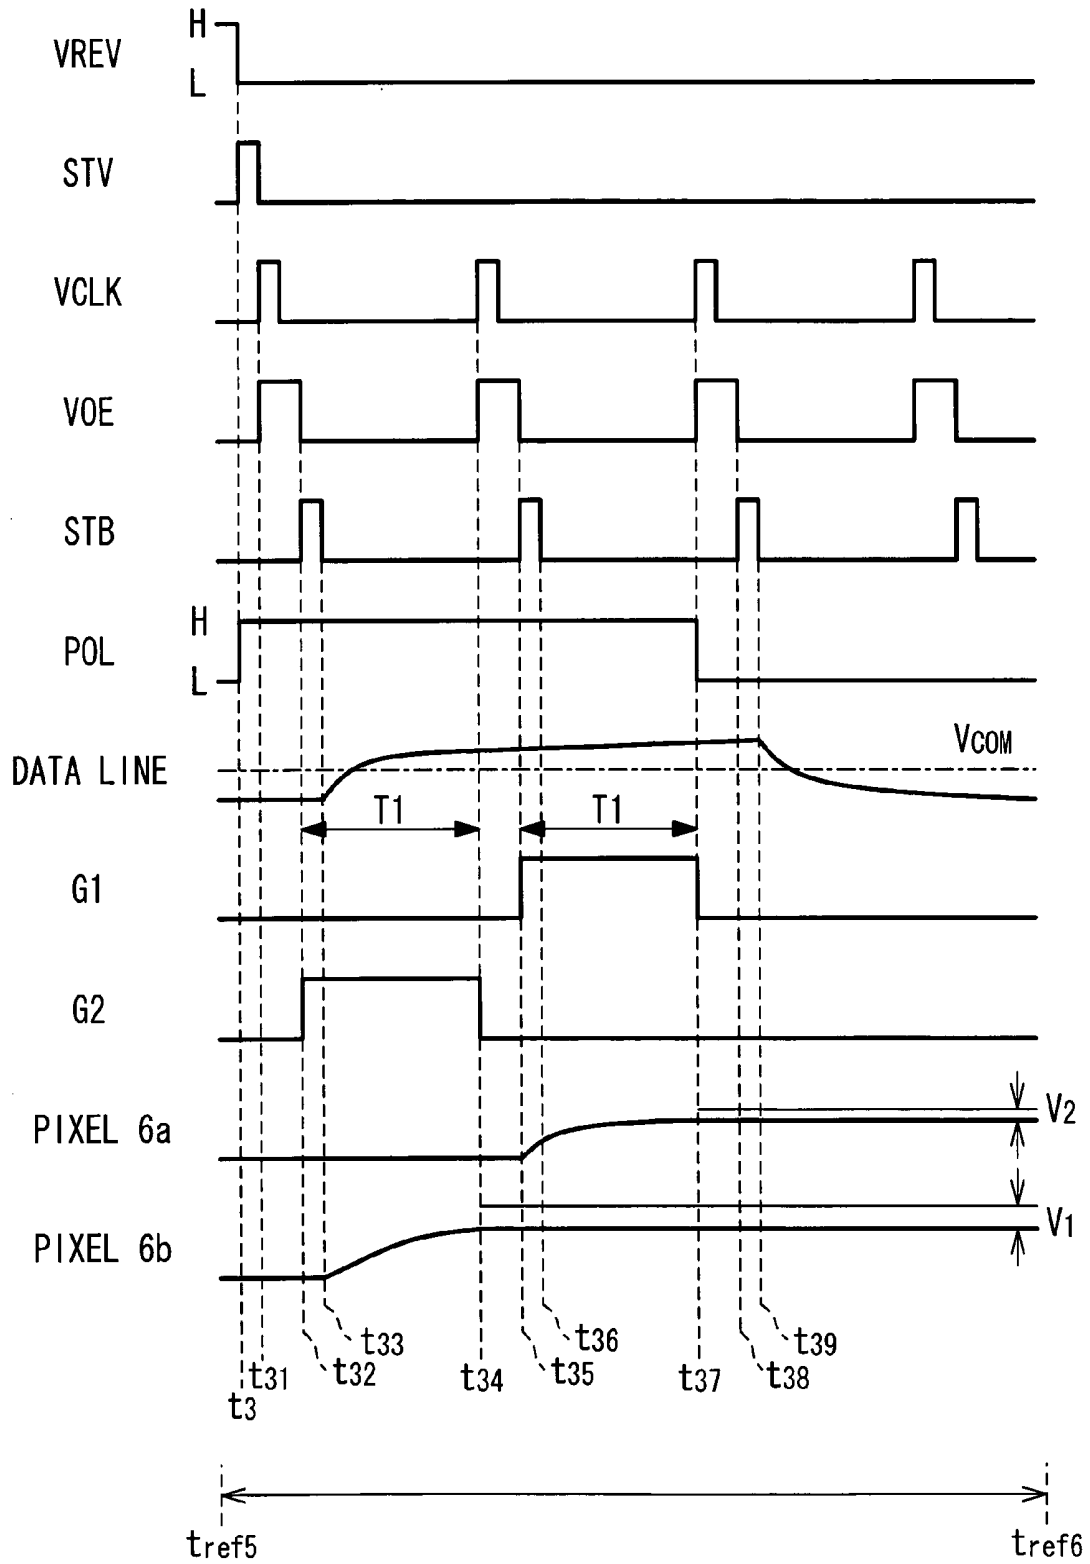 VREV
H
L
STV
VCLK
VOE
STB
POL
H
L
DATA LINE
VCOM
T1
T1
G1
G2
PIXEL 6a
V2
PIXEL 6b
V1
t33
t36
t39
t31
t32
t34
t35
t37
t38
t3
tref5
tref6